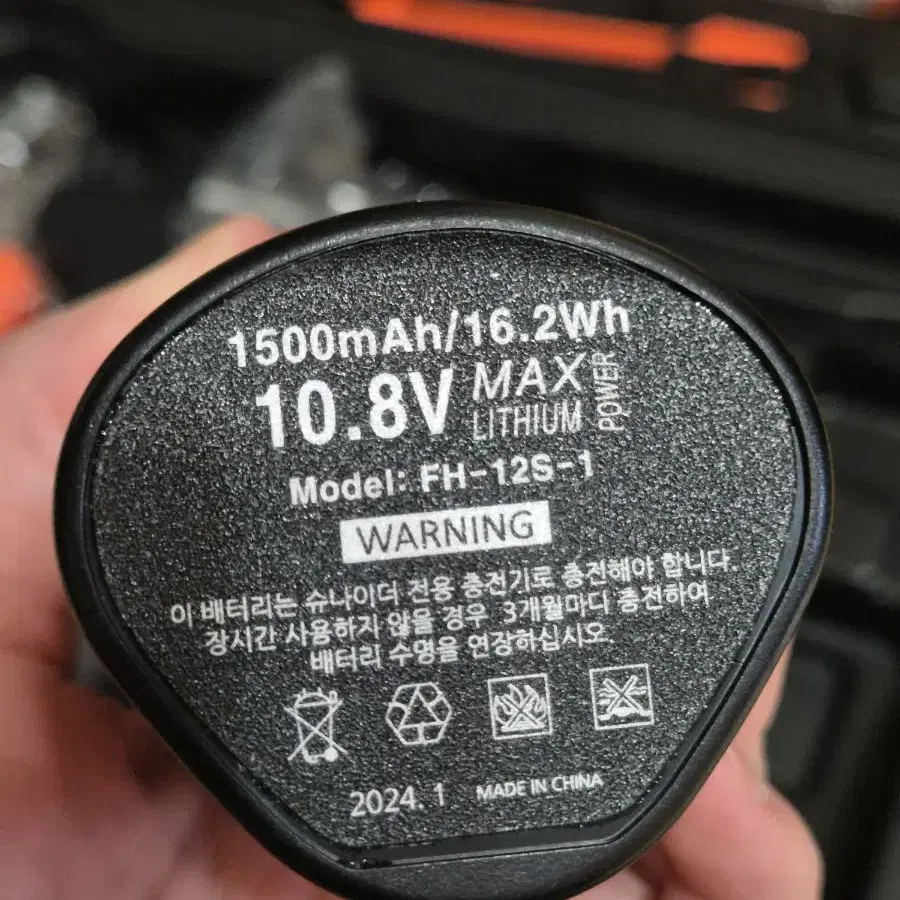 1500mAh/16.2Wh
10.8V MAX LITHIUM POWER
Model: FH-12S-1
WARNING
이 배터리는 슈나이더 전용 충전기로 충전해야 합니다.
장시간 사용하지 않을 경우 3개월마다 충전하여
배터리 수명을 연장하십시오.
2024. 1 MADE IN CHINA